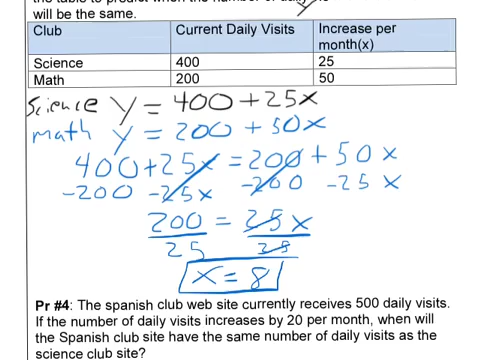 the table to predict when the number of daily
will be the same.
Club Current Daily Visits Increase per month(x)
Science 400 25
Math 200 50
Science y = 400 + 25x
math y = 200 + 50x
400 + 25x = 200 + 50x
-200 -25x -200 -25x
200 = 25x
25 25
x = 8
Pr #4: The spanish club web site currently receives 500 daily visits.
If the number of daily visits increases by 20 per month, when will
the Spanish club site have the same number of daily visits as the
science club site?